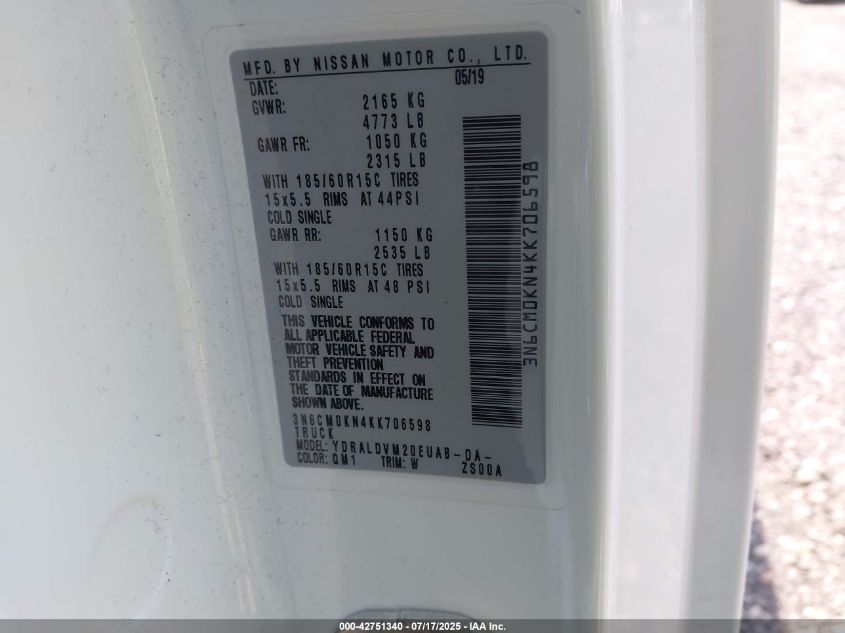 MFD. BY NISSAN MOTOR CO., LTD.
DATE: 05/19
GVWR: 2165 KG
4773 LB
GAWR FR: 1050 KG
2315 LB
WITH 185/60R15C TIRES
15x5.5 RIMS AT 44PSI
COLD SINGLE
GAWR RR: 1150 KG
2535 LB
WITH 185/60R15C TIRES
15x5.5 RIMS AT 48 PSI
COLD SINGLE
THIS VEHICLE CONFORMS TO
ALL APPLICABLE FEDERAL
MOTOR VEHICLE SAFETY AND
THEFT PREVENTION
STANDARDS IN EFFECT ON
THE DATE OF MANUFACTURE
SHOWN ABOVE.
3N6CM0KN4KK706598
TRUCK
MODEL: YDRALDVM20EUAB-DA-
COLOR: QM1 TRIM: W ZS00A
3N6CM0KN4KK706598
000-42751340 - 07/17/2025 - IAA Inc.